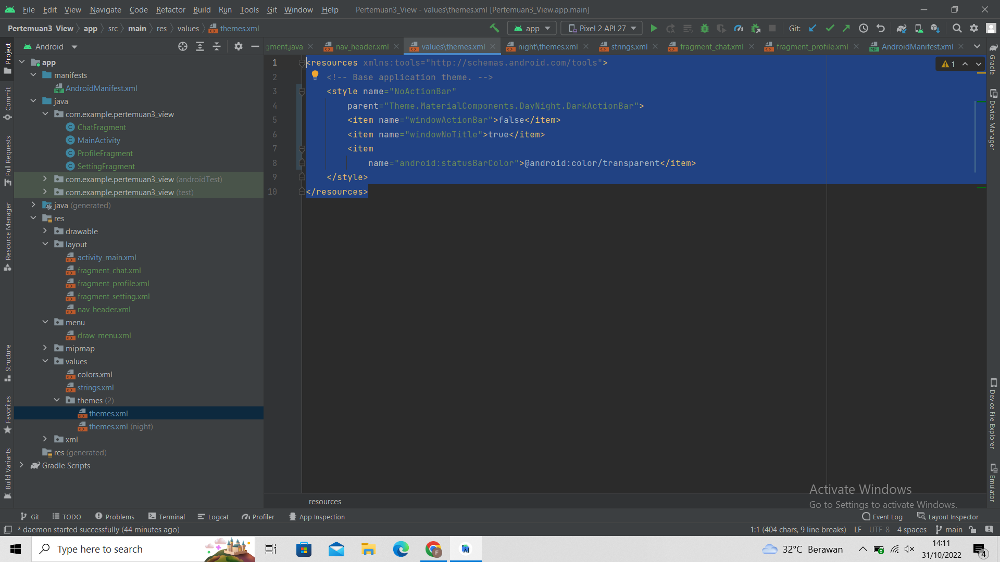 File Edit View Navigate Code Refactor Build Run Tools Git Window Help Pertemuan3_View - values\themes.xml [Pertemuan3_View.app.main]
Pertemuan3_View app src main res values themes.xml app Pixel 2 API 27 Git:
Android
gment.java nav_header.xml values\themes.xml night\themes.xml strings.xml fragment_chat.xml fragment_profile.xml AndroidManifest.xml
Project
Commit
Pull Requests
Resource Manager
Structure
Favorites
Build Variants
app
manifests
AndroidManifest.xml
java
com.example.pertemuan3_view
ChatFragment
MainActivity
ProfileFragment
SettingFragment
com.example.pertemuan3_view (androidTest)
com.example.pertemuan3_view (test)
java (generated)
res
drawable
layout
activity_main.xml
fragment_chat.xml
fragment_profile.xml
fragment_setting.xml
nav_header.xml
menu
draw_menu.xml
mipmap
values
colors.xml
strings.xml
themes (2)
themes.xml
themes.xml (night)
xml
res (generated)
Gradle Scripts
1 <resources xmlns:tools="http://schemas.android.com/tools">
2 <!-- Base application theme. -->
3 <style name="NoActionBar"
4 parent="Theme.MaterialComponents.DayNight.DarkActionBar">
5 <item name="windowActionBar">false</item>
6 <item name="windowNoTitle">true</item>
7 <item
8 name="android:statusBarColor">@android:color/transparent</item>
9 </style>
10 </resources>
1
Gradle
Device Manager
Device File Explorer
Emulator
Activate Windows
Go to Settings to activate Windows.
resources
Git TODO Problems Terminal Logcat Profiler App Inspection Event Log Layout Inspector
* daemon started successfully (44 minutes ago) 1:1 (404 chars, 9 line breaks) LF UTF-8 4 spaces main
Type here to search 32°C Berawan 14:11
31/10/2022
4